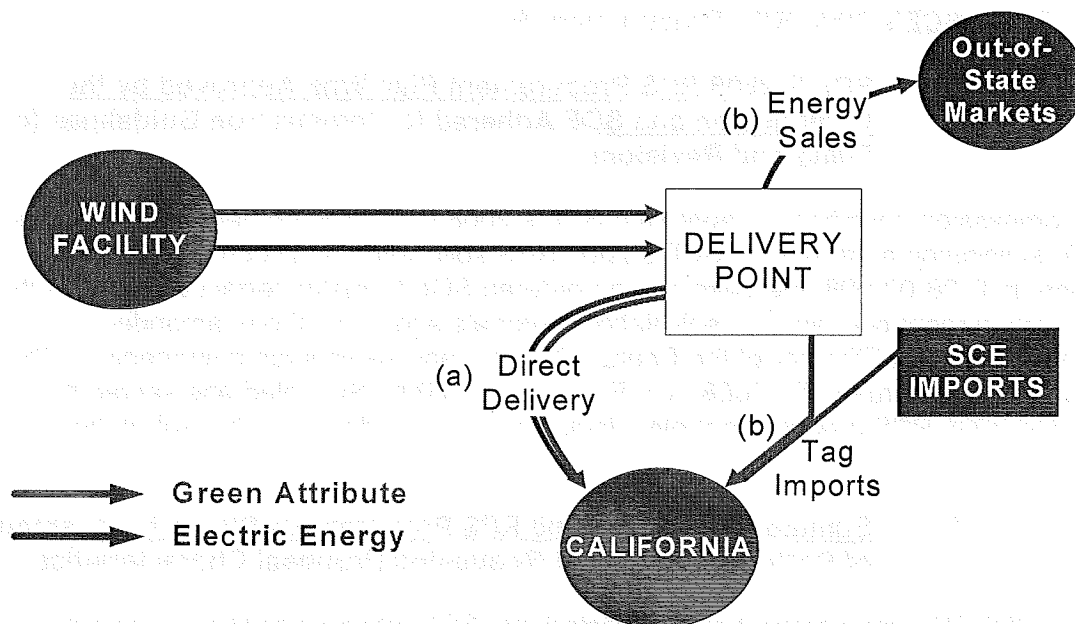 Out-of-
State
Markets
(b) Energy
Sales
WIND
FACILITY
DELIVERY
POINT
(a) Direct
Delivery
SCE
IMPORTS
(b)
Tag
Imports
Green Attribute
Electric Energy
CALIFORNIA